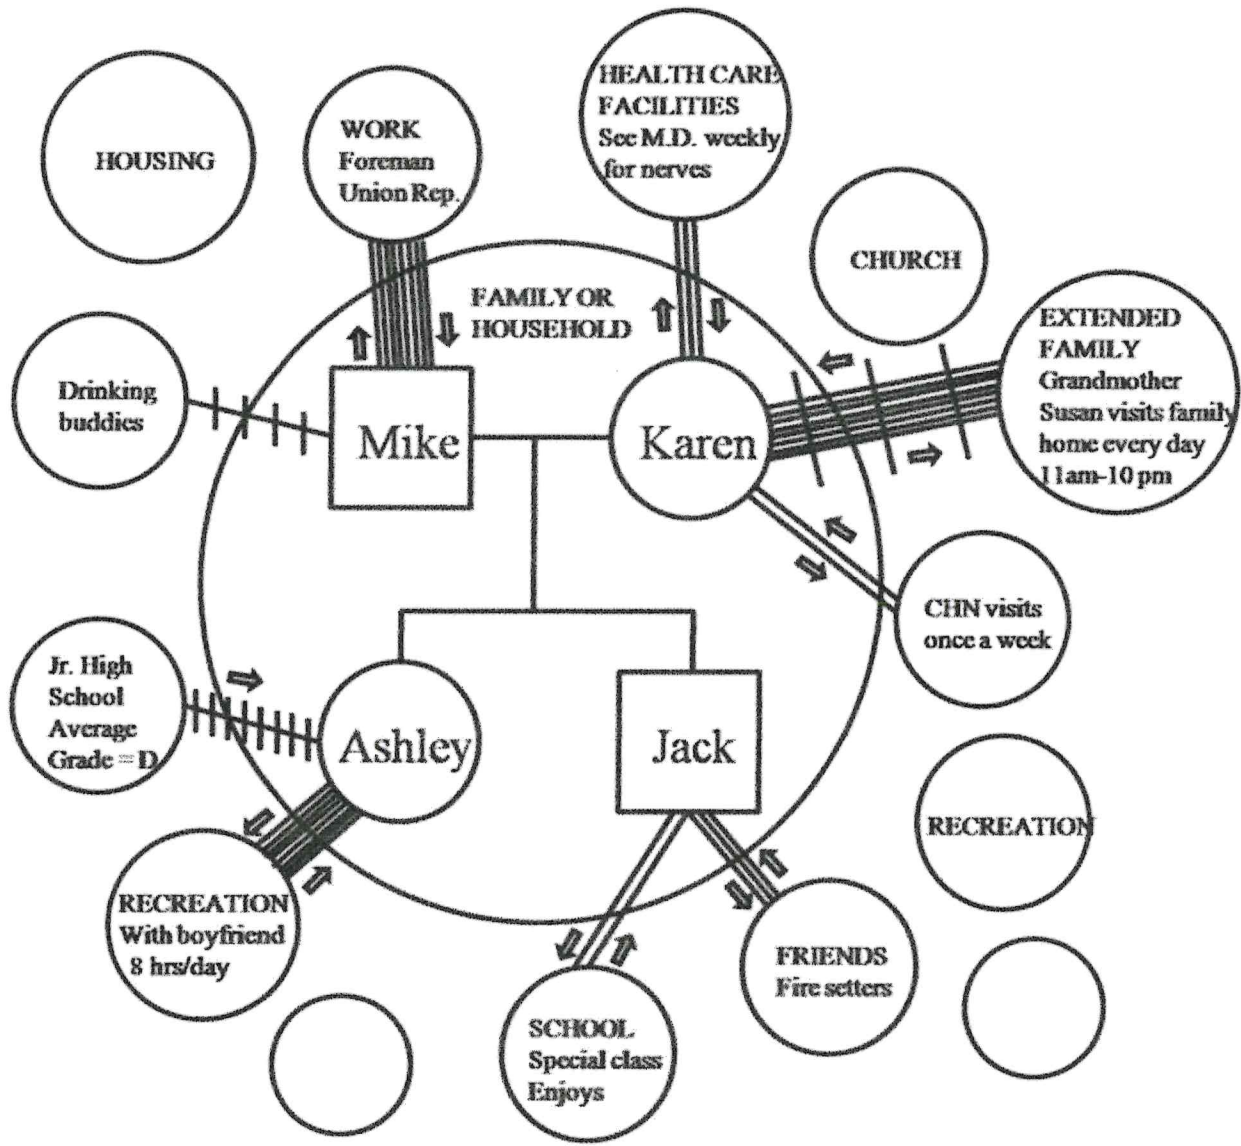 HEALTH CARE
FACILITIES
See M.D. weekly
for nerves
WORK
Foreman
Union Rep.
HOUSING
CHURCH
FAMILY OR
HOUSEHOLD
EXTENDED
FAMILY
Grandmother
Susan visits family
home every day
11am-10 pm
Drinking
buddies
Mike
Karen
CHN visits
once a week
Jr. High
School
Average
Grade = D
Ashley
Jack
RECREATION
RECREATION
With boyfriend
8 hrs/day
FRIENDS
Fire setters
SCHOOL
Special class
Enjoys